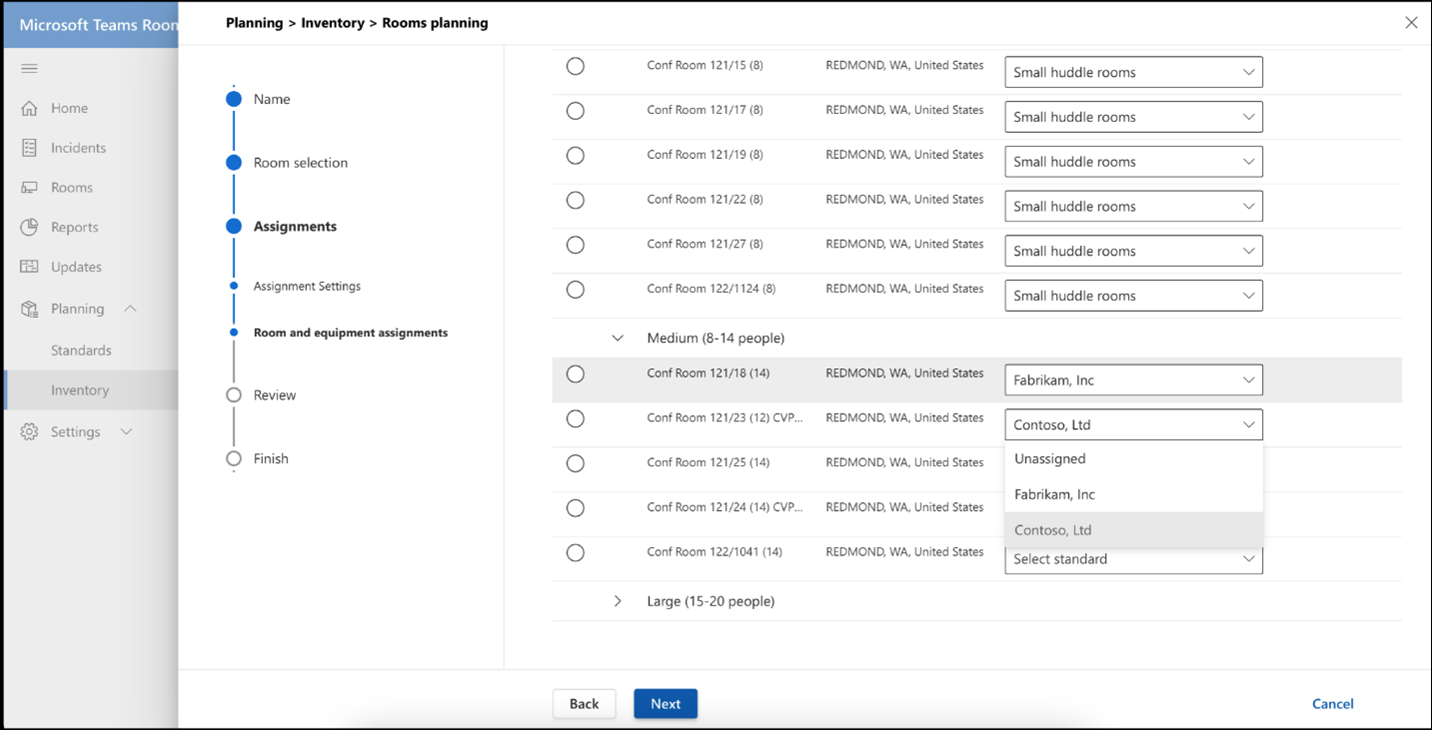 Microsoft Teams Roon
Planning > Inventory > Rooms planning
Home
Incidents
Rooms
Reports
Updates
Planning
Standards
Inventory
Settings
Name
Room selection
Assignments
Assignment Settings
Room and equipment assignments
Review
Finish
Conf Room 121/15 (8) REDMOND, WA, United States Small huddle rooms
Conf Room 121/17 (8) REDMOND, WA, United States Small huddle rooms
Conf Room 121/19 (8) REDMOND, WA, United States Small huddle rooms
Conf Room 121/22 (8) REDMOND, WA, United States Small huddle rooms
Conf Room 121/27 (8) REDMOND, WA, United States Small huddle rooms
Conf Room 122/1124 (8) REDMOND, WA, United States Small huddle rooms
Medium (8-14 people)
Conf Room 121/18 (14) REDMOND, WA, United States Fabrikam, Inc
Conf Room 121/23 (12) CVP... REDMOND, WA, United States Contoso, Ltd
Unassigned
Conf Room 121/25 (14) REDMOND, WA, United States
Fabrikam, Inc
Conf Room 121/24 (14) CVP... REDMOND, WA, United States
Contoso, Ltd
Conf Room 122/1041 (14) REDMOND, WA, United States Select standard
Large (15-20 people)
Back Next Cancel